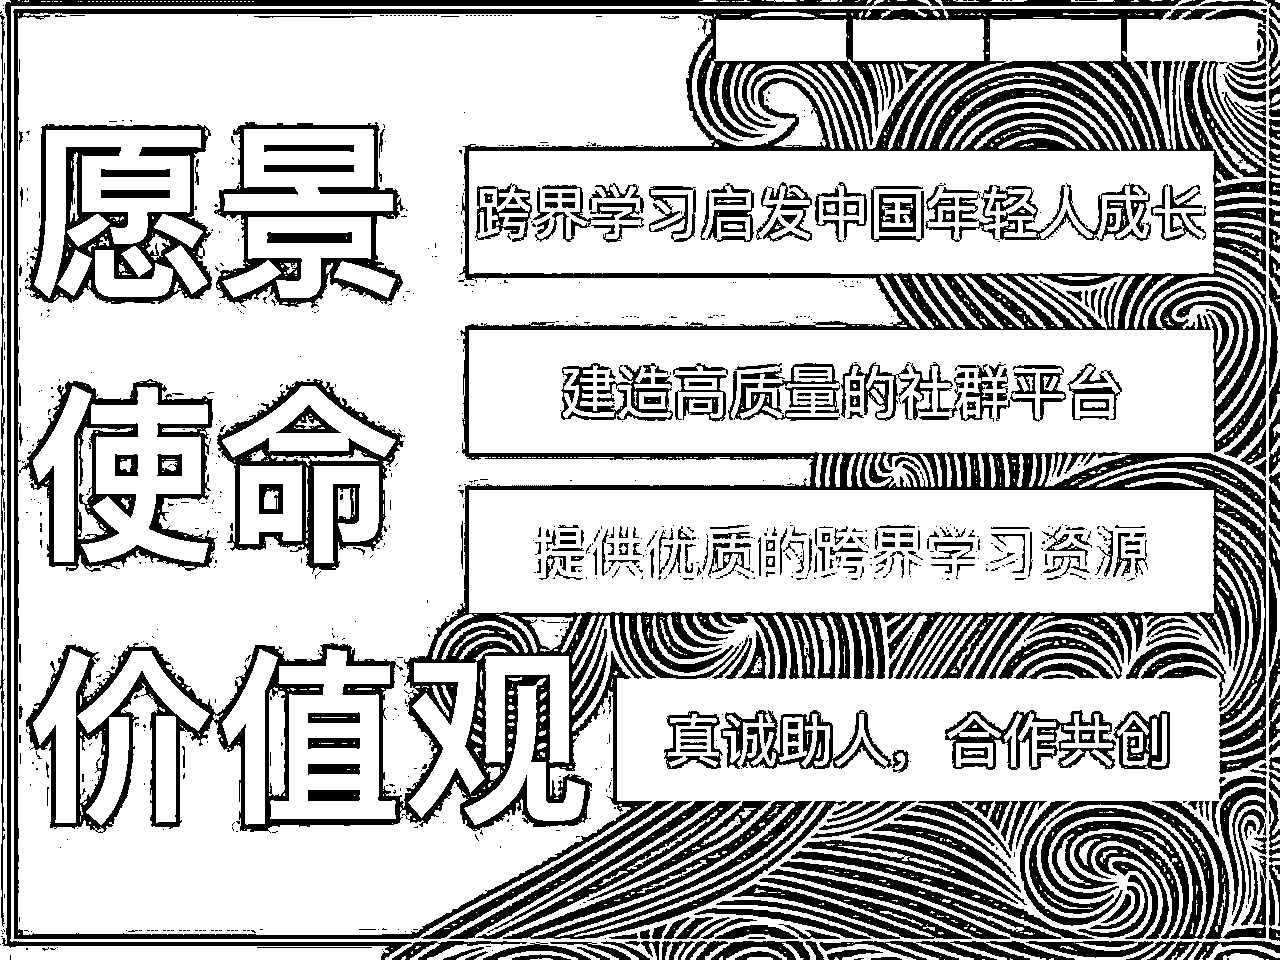 愿景
跨界学习启发中国年轻人成长
使命
建造高质量的社群平台
提供优质的跨界学习资源
价值观
真诚助人，合作共创